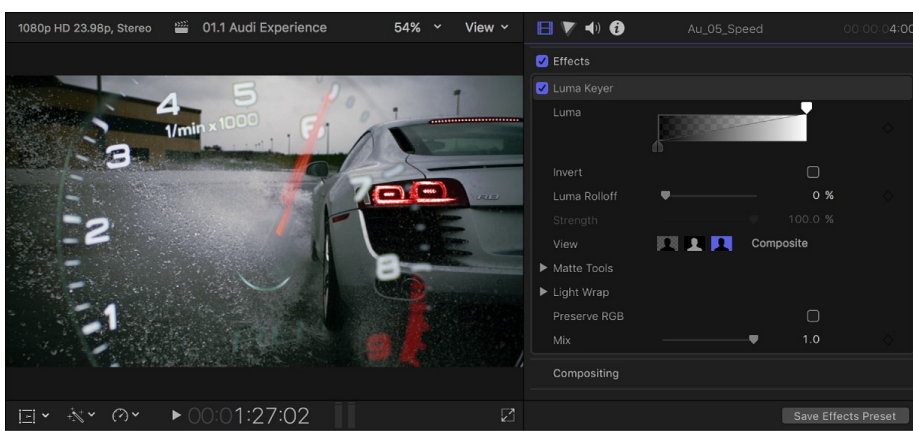 1080p HD 23.98p, Stereo 01.1 Audi Experience 54% View
Au_05_Speed 00:00:04:00
Effects
Luma Keyer
Luma
Invert
Luma Rolloff 0 %
Strength 100.0 %
View Composite
Matte Tools
Light Wrap
Preserve RGB
Mix 1.0
Compositing
Save Effects Preset
5
4
1/min x 1000
6
3
7
2
8
1
9
00:01:27:02